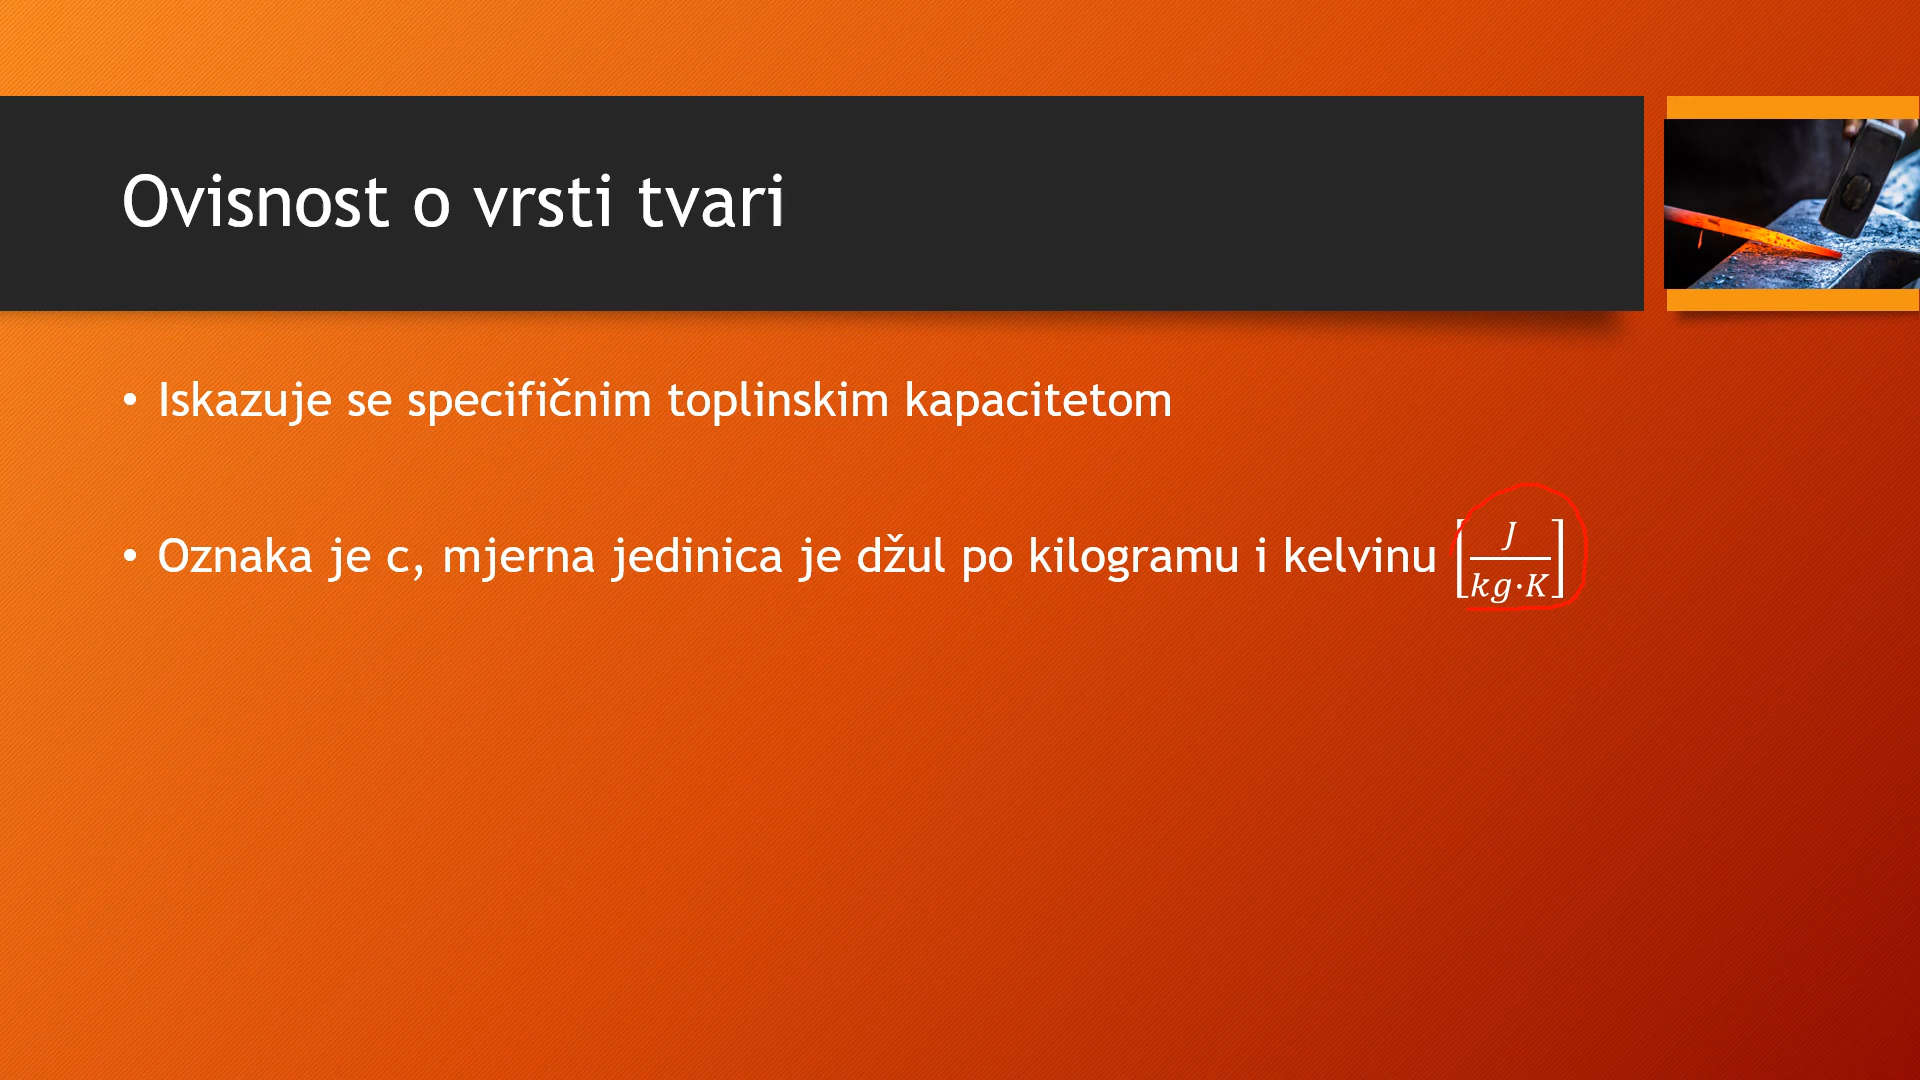 Ovisnost o vrsti tvari
• Iskazuje se specifičnim toplinskim kapacitetom
• Oznaka je c, mjerna jedinica je džul po kilogramu i kelvinu [J/kg·K]